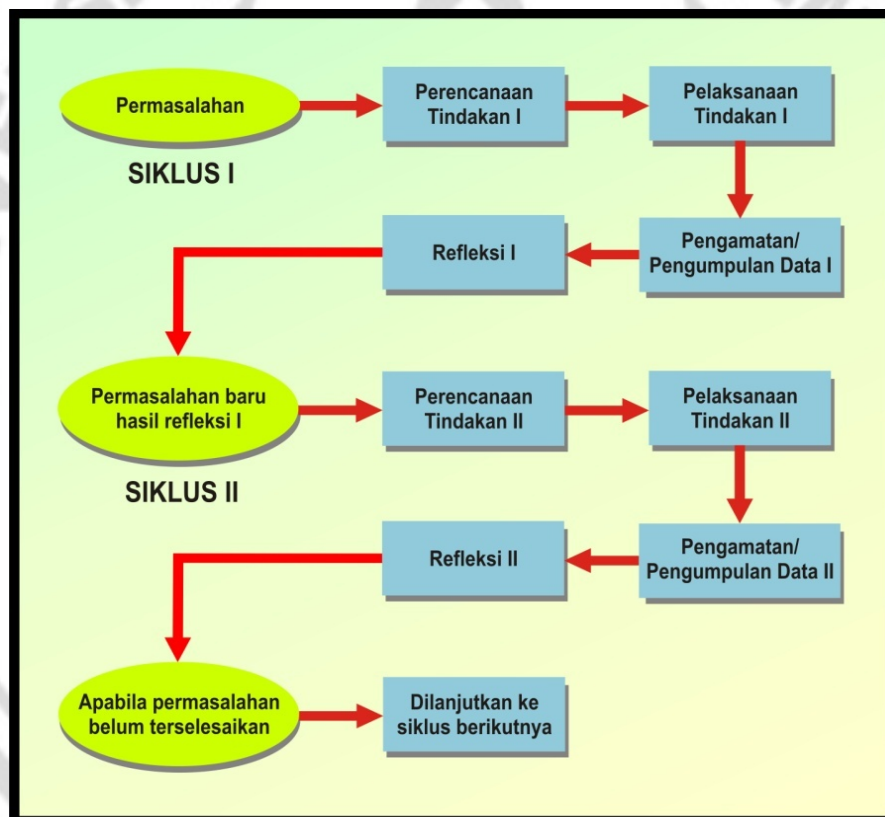 Permasalahan
Perencanaan
Tindakan I
Pelaksanaan
Tindakan I
SIKLUS I
Refleksi I
Pengamatan/
Pengumpulan Data I
Permasalahan baru
hasil refleksi I
Perencanaan
Tindakan II
Pelaksanaan
Tindakan II
SIKLUS II
Refleksi II
Pengamatan/
Pengumpulan Data II
Apabila permasalahan
belum terselesaikan
Dilanjutkan ke
siklus berikutnya